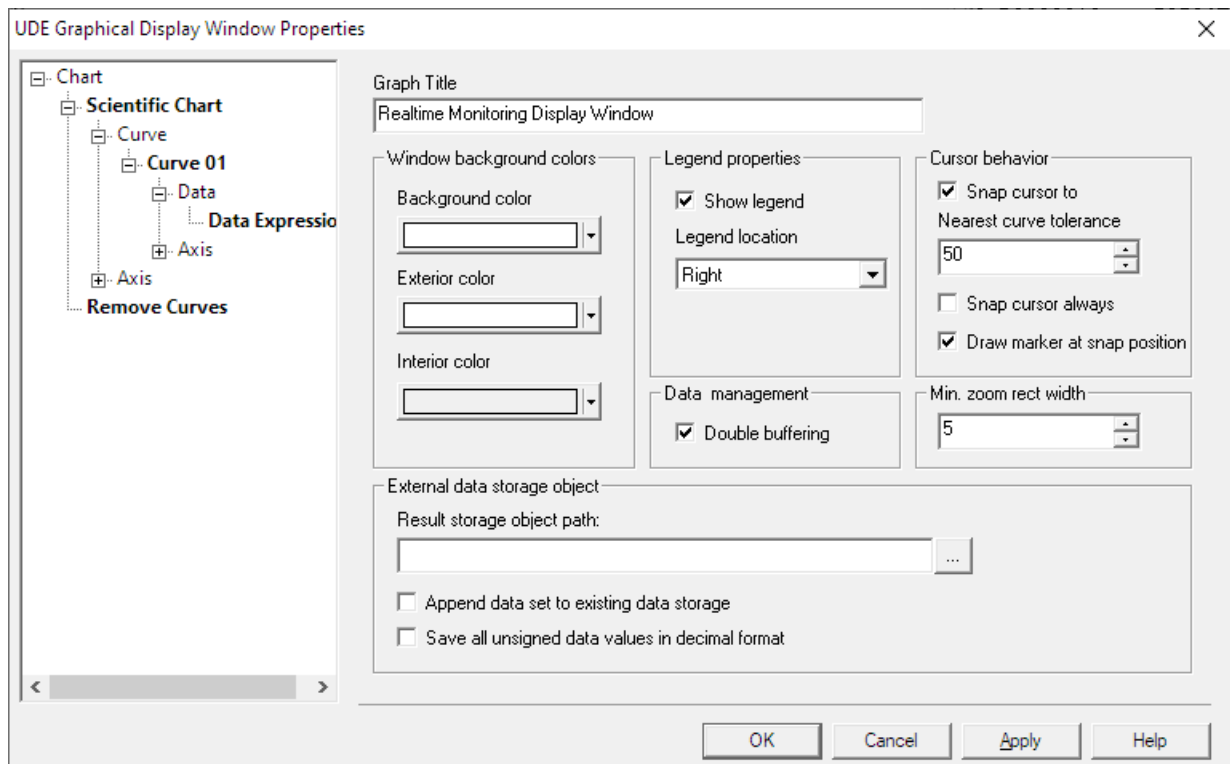 UDE Graphical Display Window Properties
Chart
Scientific Chart
Curve
Curve 01
Data
Data Expressio
Axis
Axis
Remove Curves
Graph Title
Realtime Monitoring Display Window
Window background colors
Background color
Exterior color
Interior color
Legend properties
Show legend
Legend location
Right
Data management
Double buffering
Cursor behavior
Snap cursor to
Nearest curve tolerance
50
Snap cursor always
Draw marker at snap position
Min. zoom rect width
5
External data storage object
Result storage object path:
...
Append data set to existing data storage
Save all unsigned data values in decimal format
OK Cancel Apply Help